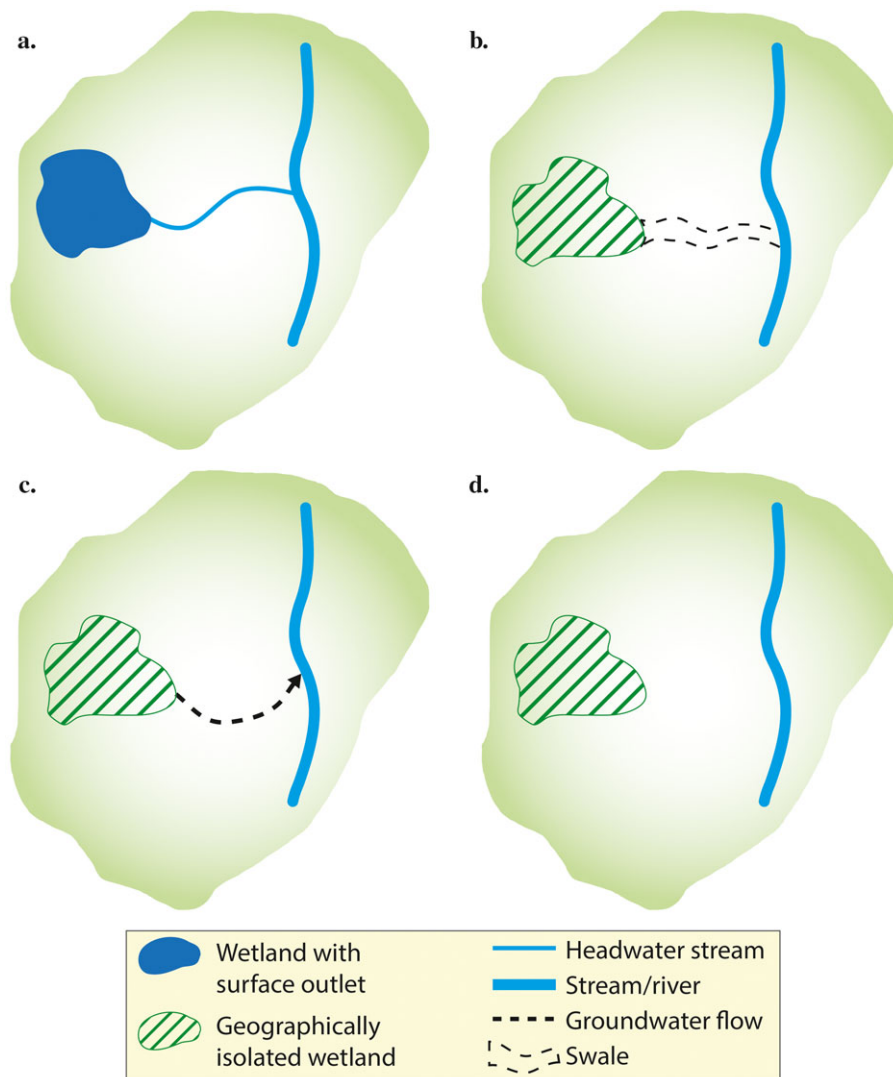 a.
b.
c.
d.
Wetland with
surface outlet
Geographically
isolated wetland
Headwater stream
Stream/river
Groundwater flow
Swale